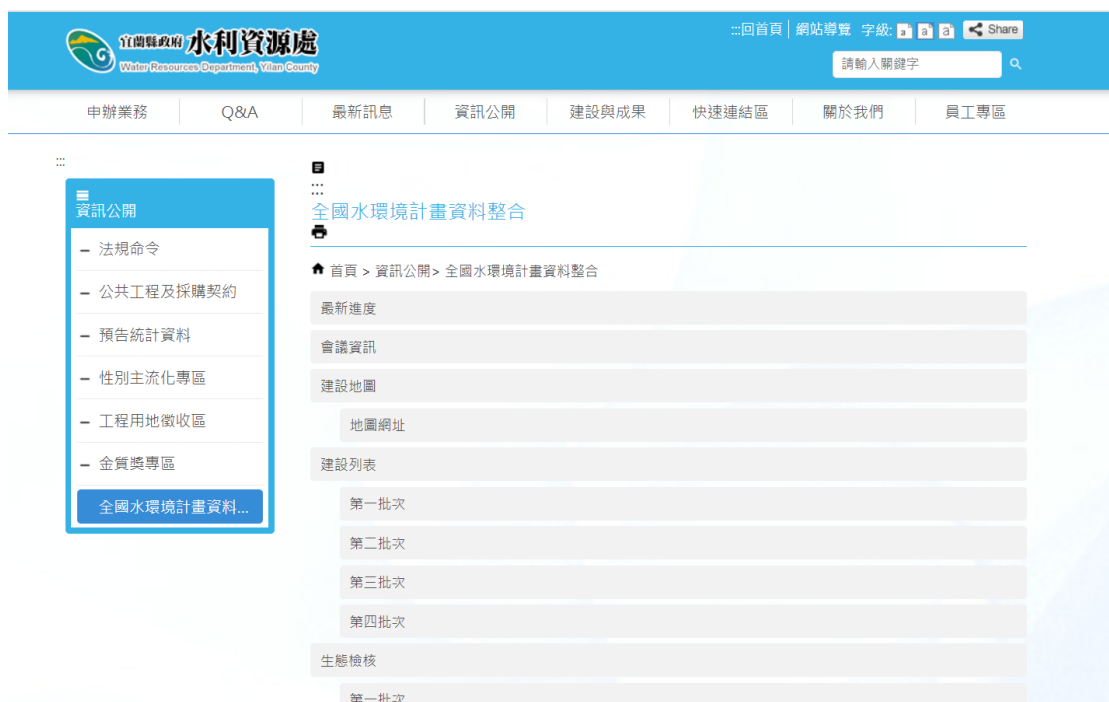 宜蘭縣政府 水利資源處
Water Resources Department, Yilan County
:::回首頁 | 網站導覽 字級: a a a Share
請輸入關鍵字
申辦業務 Q&A 最新訊息 資訊公開 建設與成果 快速連結區 關於我們 員工專區
:::
資訊公開
法規命令
公共工程及採購契約
預告統計資料
性別主流化專區
工程用地徵收區
金質獎專區
全國水環境計畫資料...
:::
全國水環境計畫資料整合
首頁 > 資訊公開> 全國水環境計畫資料整合
最新進度
會議資訊
建設地圖
地圖網址
建設列表
第一批次
第二批次
第三批次
第四批次
生態檢核
第一批次